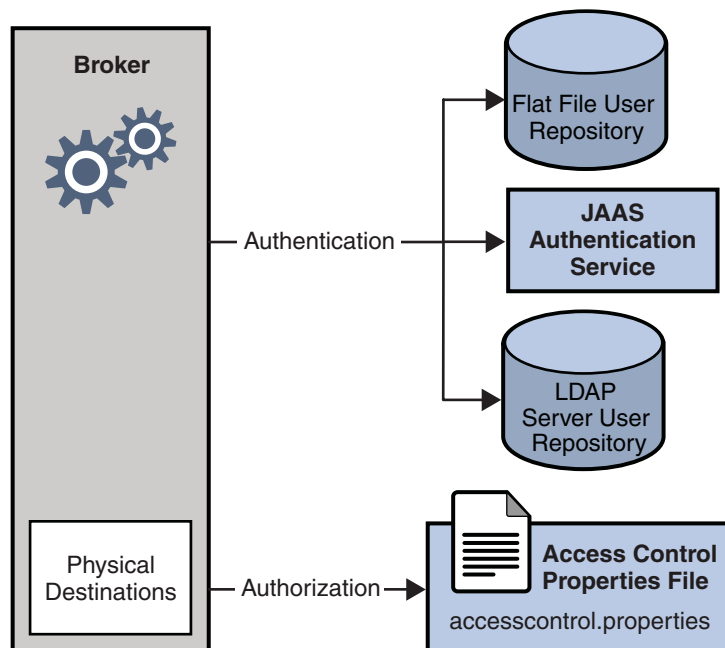 Broker
Flat File User
Repository
Authentication
JAAS
Authentication
Service
LDAP
Server User
Repository
Physical
Destinations
Authorization
Access Control
Properties File
accesscontrol.properties